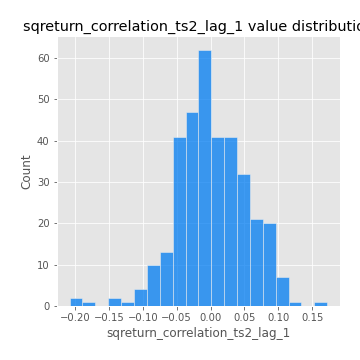 sqreturn_correlation_ts2_lag_1 value distributio
Count
60
50
40
30
20
10
0
−0.20 −0.15 −0.10 −0.05 0.00 0.05 0.10 0.15
sqreturn_correlation_ts2_lag_1